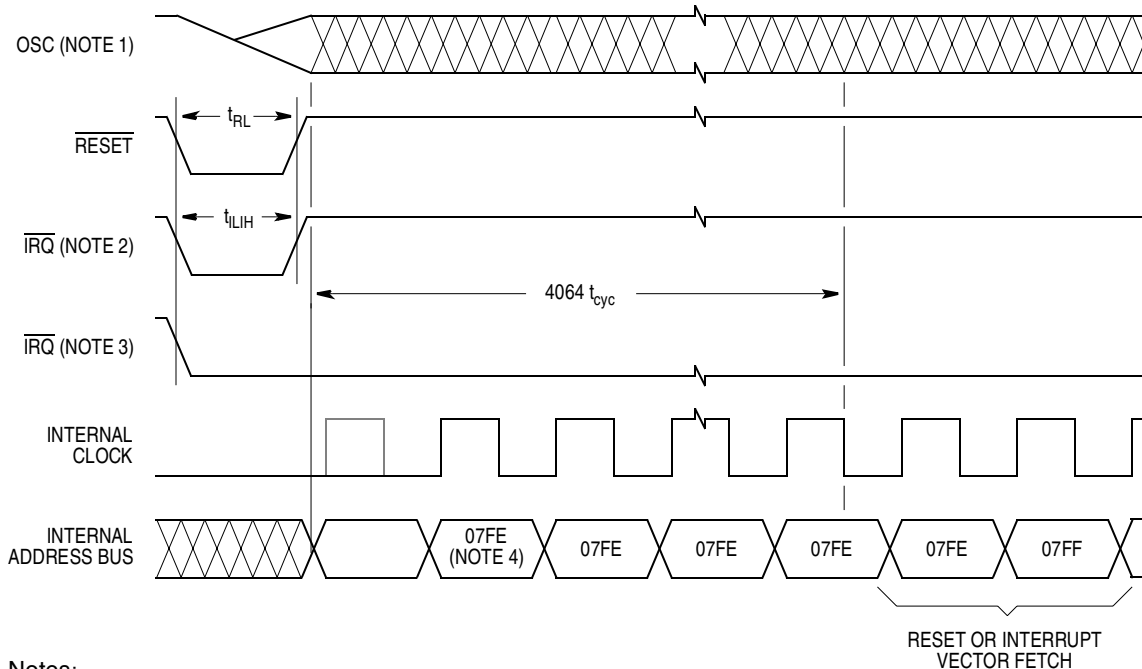 OSC (NOTE 1)
t_RL
RESET
t_ILIH
IRQ (NOTE 2)
4064 t_cyc
IRQ (NOTE 3)
INTERNAL
CLOCK
INTERNAL
ADDRESS BUS
07FE
(NOTE 4)
07FE
07FE
07FE
07FE
07FF
RESET OR INTERRUPT
VECTOR FETCH
Notes: